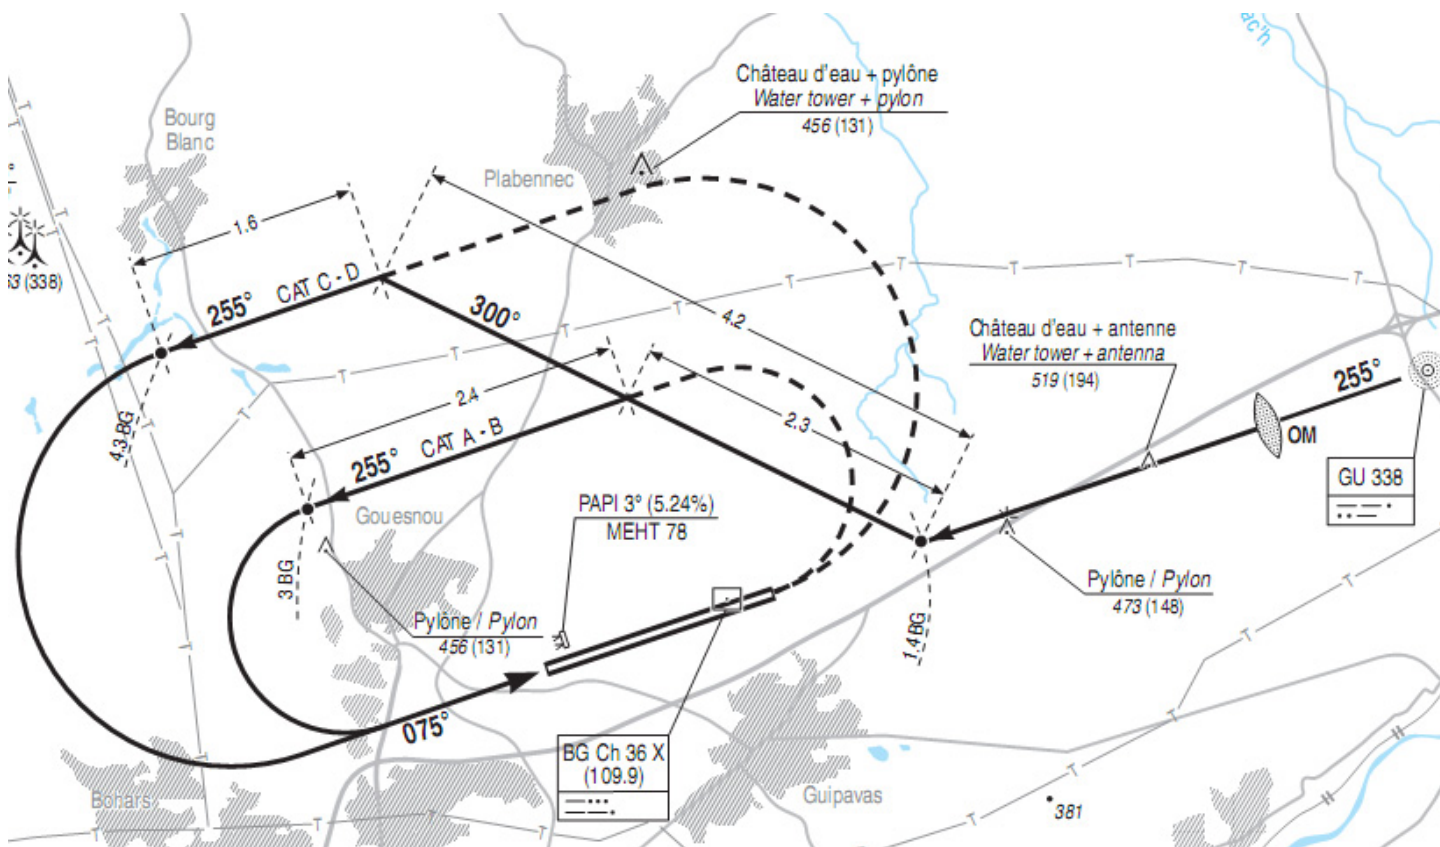 ac'h
Château d'eau + pylône
Water tower + pylon
456 (131)
Bourg
Blanc
Plabennec
1.6
63 (338)
255°
CAT C - D
300°
4.2
Château d'eau + antenne
Water tower + antenna
519 (194)
255°
OM
GU 338
2.4
2.3
4.3 BG
255°
CAT A - B
PAPI 3° (5.24%)
MEHT 78
Gouesnou
3 BG
Pylône / Pylon
456 (131)
Pylône / Pylon
473 (148)
1.4 BG
075°
BG Ch 36 X
(109.9)
Bohars
Guipavas
381